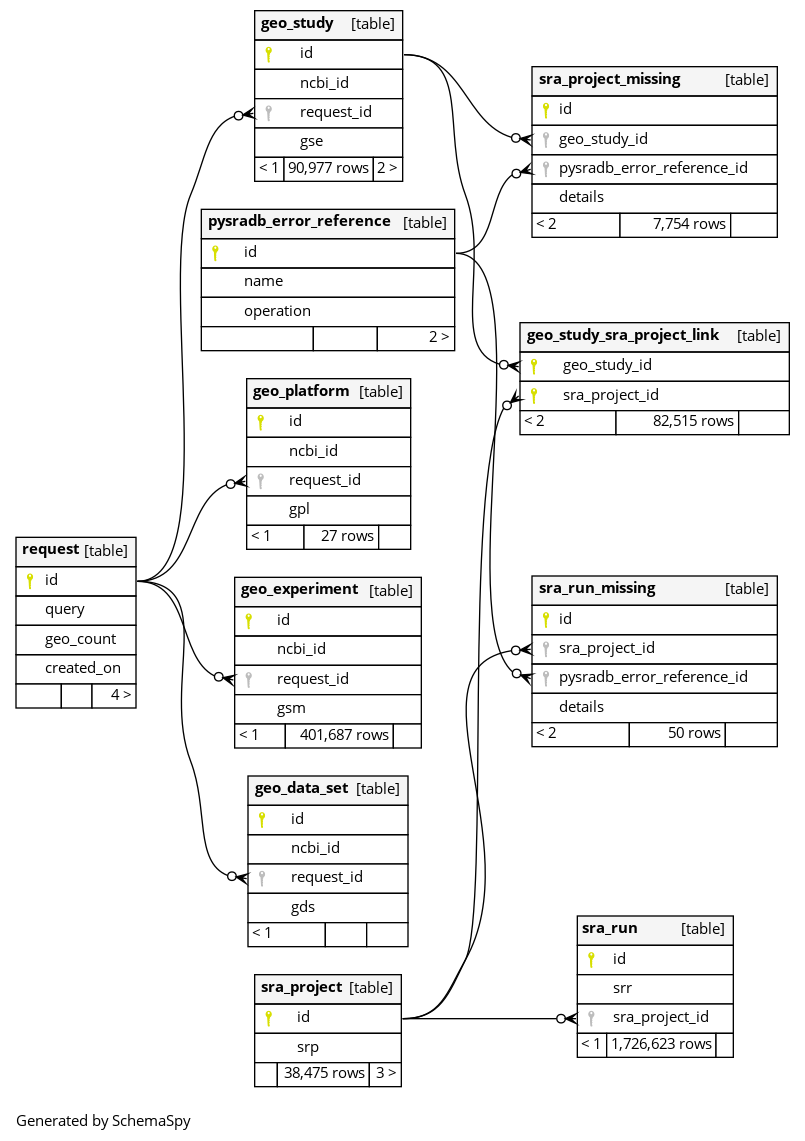 geo_study [table]
id
ncbi_id
request_id
gse
< 1 90,977 rows 2 >
pysradb_error_reference [table]
id
name
operation
2 >
geo_platform [table]
id
ncbi_id
request_id
gpl
< 1 27 rows
request [table]
id
query
geo_count
created_on
4 >
geo_experiment [table]
id
ncbi_id
request_id
gsm
< 1 401,687 rows
geo_data_set [table]
id
ncbi_id
request_id
gds
< 1
sra_project [table]
id
srp
38,475 rows 3 >
sra_project_missing [table]
id
geo_study_id
pysradb_error_reference_id
details
< 2 7,754 rows
geo_study_sra_project_link [table]
geo_study_id
sra_project_id
< 2 82,515 rows
sra_run_missing [table]
id
sra_project_id
pysradb_error_reference_id
details
< 2 50 rows
sra_run [table]
id
srr
sra_project_id
< 1 1,726,623 rows
Generated by SchemaSpy